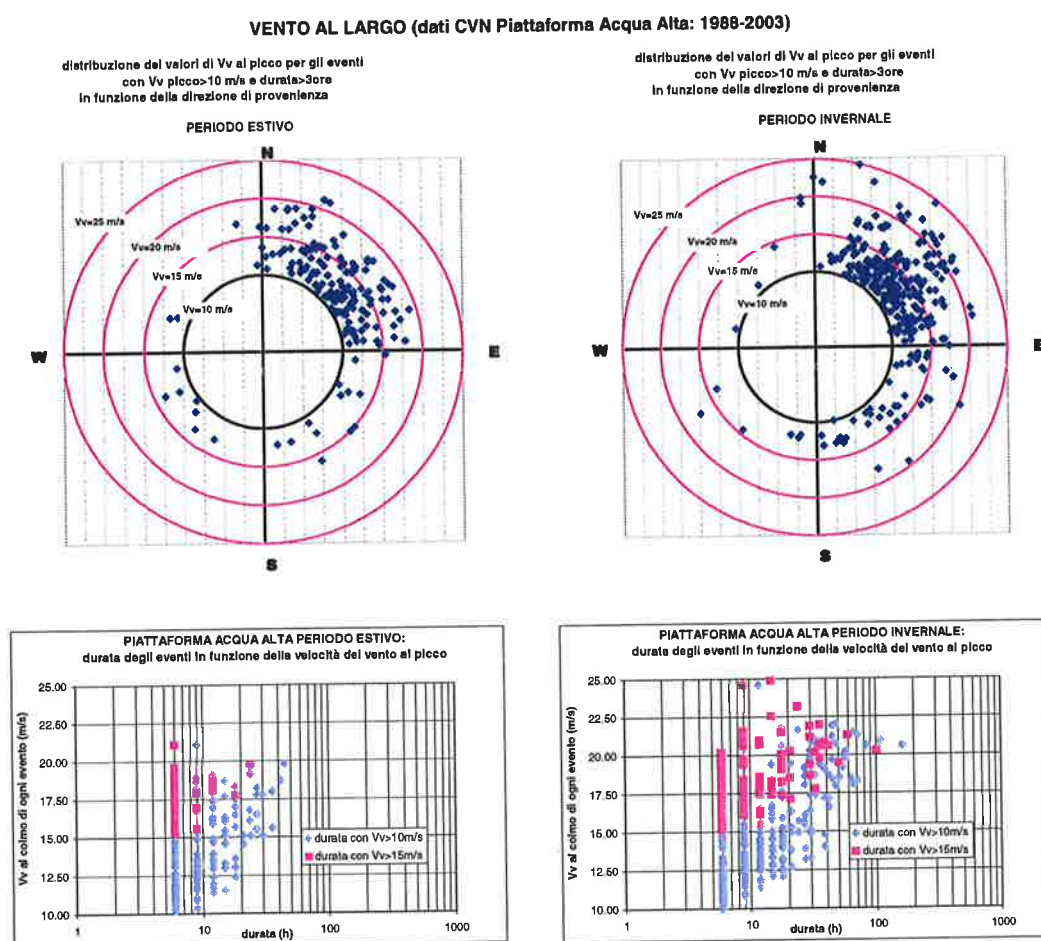 VENTO AL LARGO (dati CVN Piattaforma Acqua Alta: 1988-2003)
distribuzione dei valori di Vv al picco per gli eventi
con Vv picco>10 m/s e durata>3ore
in funzione della direzione di provenienza
PERIODO ESTIVO
N
Vv=25 m/s
Vv=20 m/s
Vv=15 m/s
Vv=10 m/s
W
E
S
distribuzione dei valori di Vv al picco per gli eventi
con Vv picco>10 m/s e durata>3ore
in funzione della direzione di provenienza
PERIODO INVERNALE
N
Vv=25 m/s
Vv=20 m/s
Vv=15 m/s
Vv=10 m/s
W
E
S
PIATTAFORMA ACQUA ALTA PERIODO ESTIVO:
durata degli eventi in funzione della velocità del vento al picco
Vv al colmo di ogni evento (m/s)
25.00
22.50
20.00
17.50
15.00
12.50
10.00
durata con Vv>10m/s
durata con Vv>15m/s
1 10 100 1000
durata (h)
PIATTAFORMA ACQUA ALTA PERIODO INVERNALE:
durata degli eventi in funzione della velocità del vento al picco
Vv al colmo di ogni evento (m/s)
25.00
22.50
20.00
17.50
15.00
12.50
10.00
durata con Vv>10m/s
durata con Vv>15m/s
1 10 100 1000
durata (h)